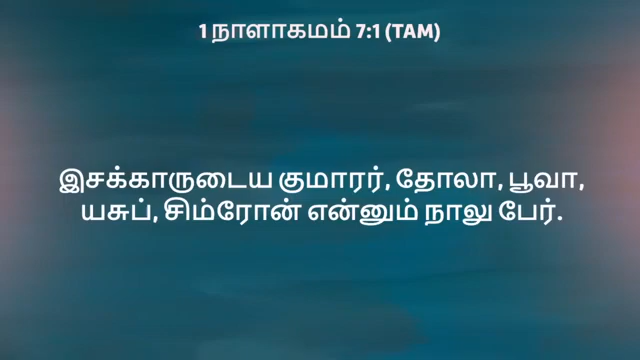 1 நாளாகமம் 7:1 (TAM)
இசக்காருடைய குமாரர், தோலா, பூவா,
யசுப், சிம்ரோன் என்னும் நாலு பேர்.